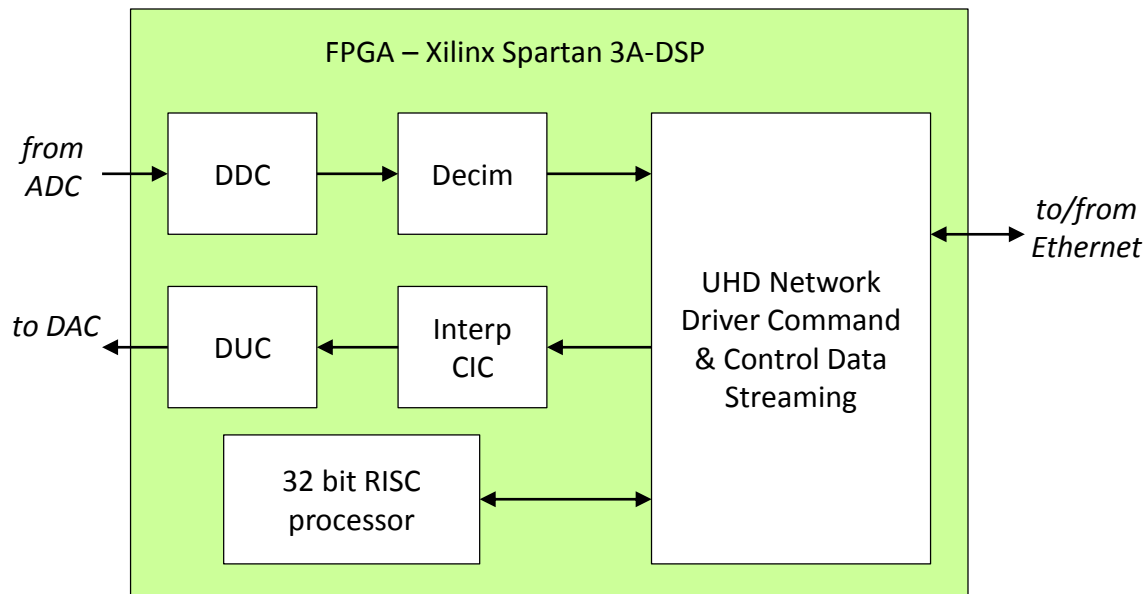 FPGA – Xilinx Spartan 3A-DSP
from
ADC
DDC
Decim
to/from
Ethernet
UHD Network
Driver Command
& Control Data
Streaming
to DAC
DUC
Interp
CIC
32 bit RISC
processor